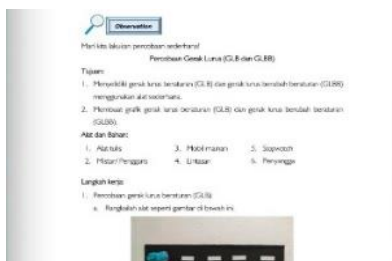 Observation
Mari kita lakukan percobaan sederhana!
Percobaan Gerak Lurus (GLB dan GLBB)
Tujuan:
1. Menyelidiki gerak lurus beraturan (GLB) dan gerak lurus berubah beraturan (GLBB)
menggunakan alat sederhana.
2. Membuat grafik gerak lurus beraturan (GLB) dan gerak lurus berubah beraturan
(GLBB).
Alat dan Bahan:
1. Alat tulis 3. Mobil mainan 5. Stopwatch
2. Mistar/Penggaris 4. Lintasan 6. Penyangga
Langkah kerja:
1. Percobaan gerak lurus beraturan (GLB)
a. Rangkailah alat seperti gambar di bawah ini